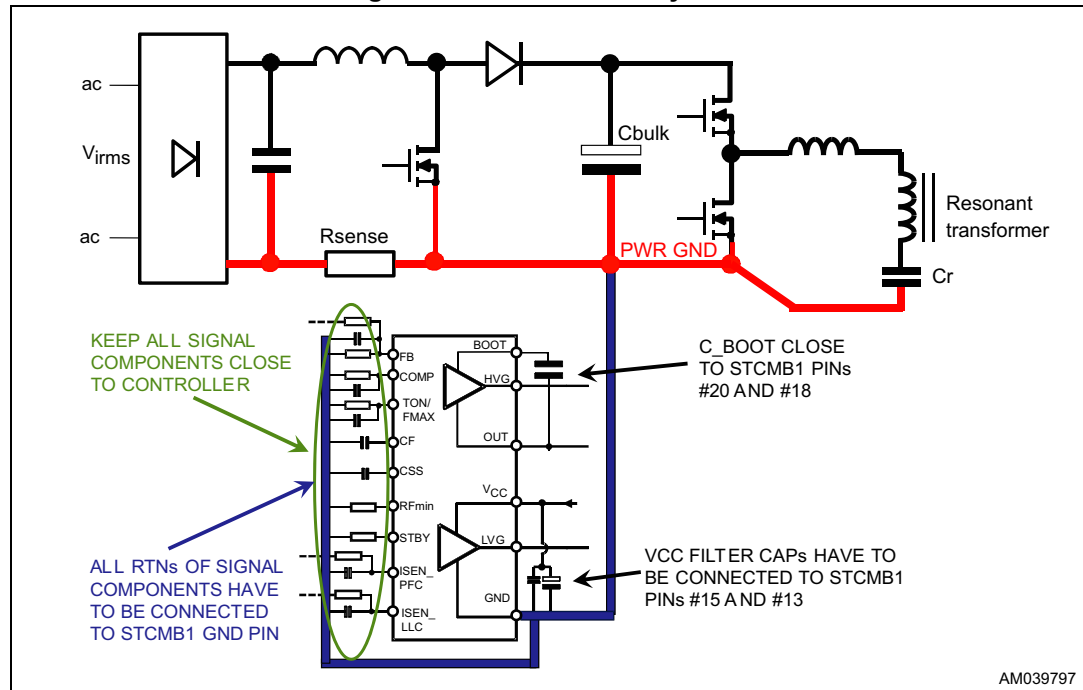 ac
Virms
ac
Rsense
Cbulk
PWR GND
Resonant
transformer
Cr
KEEP ALL SIGNAL
COMPONENTS CLOSE
TO CONTROLLER
ALL RTNs OF SIGNAL
COMPONENTS HAVE
TO BE CONNECTED
TO STCMB1 GND PIN
FB
COMP
TON/
FMAX
CF
CSS
RFmin
STBY
ISEN_
PFC
ISEN_
LLC
BOOT
HVG
OUT
VCC
LVG
GND
C_BOOT CLOSE
TO STCMB1 PINs
#20 AND #18
VCC FILTER CAPs HAVE TO
BE CONNECTED TO STCMB1
PINs #15 AND #13
AM039797